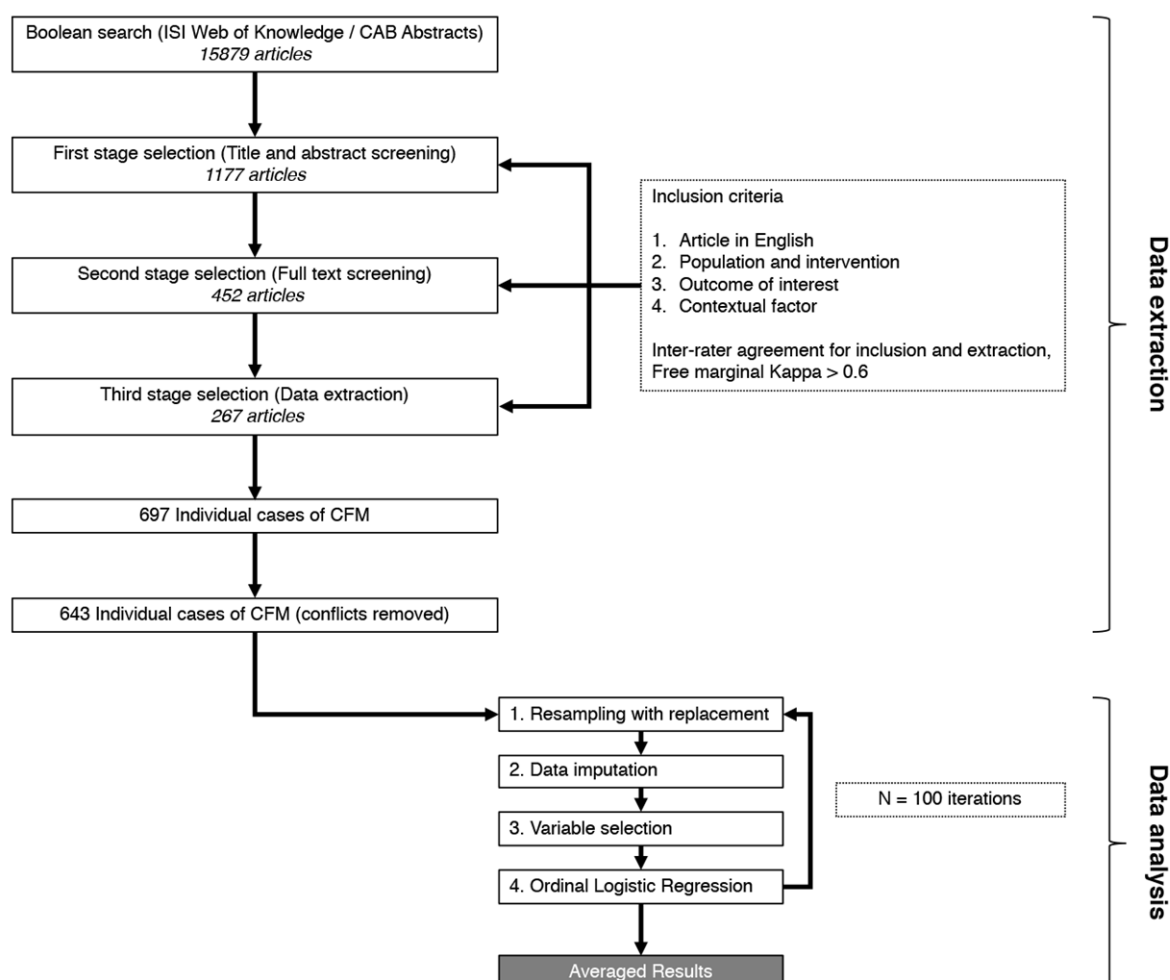 Boolean search (ISI Web of Knowledge / CAB Abstracts)
15879 articles
First stage selection (Title and abstract screening)
1177 articles
Second stage selection (Full text screening)
452 articles
Third stage selection (Data extraction)
267 articles
697 Individual cases of CFM
643 Individual cases of CFM (conflicts removed)
Inclusion criteria
1. Article in English
2. Population and intervention
3. Outcome of interest
4. Contextual factor
Inter-rater agreement for inclusion and extraction,
Free marginal Kappa > 0.6
Data extraction
1. Resampling with replacement
2. Data imputation
3. Variable selection
4. Ordinal Logistic Regression
Averaged Results
N = 100 iterations
Data analysis